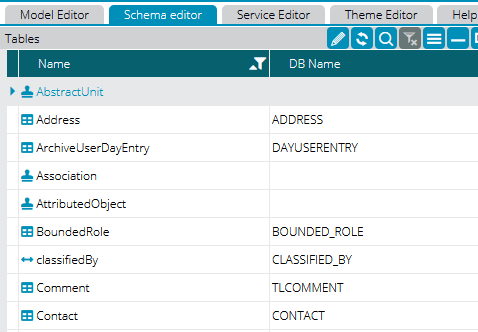 Model Editor Schema editor Service Editor Theme Editor Help
Tables
Name DB Name
AbstractUnit
Address ADDRESS
ArchiveUserDayEntry DAYUSERENTRY
Association
AttributedObject
BoundedRole BOUNDED_ROLE
classifiedBy CLASSIFIED_BY
Comment TLCOMMENT
Contact CONTACT